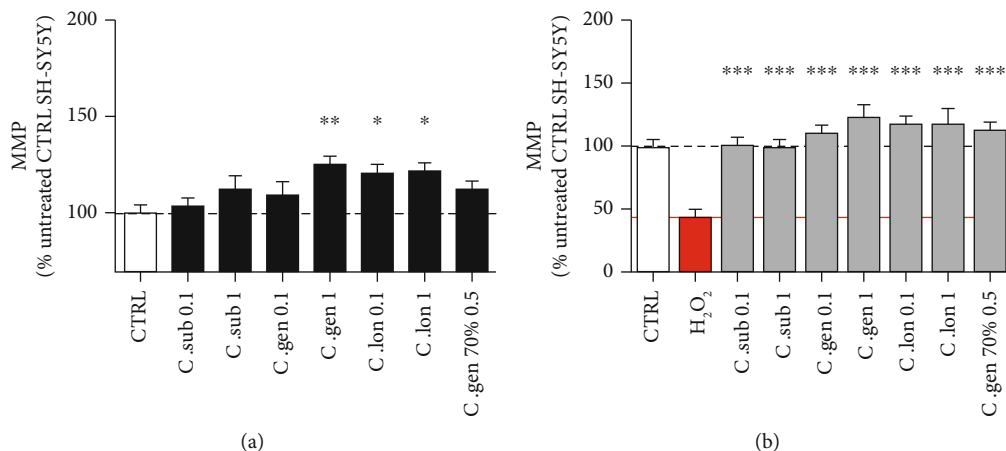 200
150
100
MMP
(% untreated CTRL SH-SY5Y)
** * *
CTRL
C .sub 0.1
C .sub 1
C .gen 0.1
C .gen 1
C .lon 0.1
C .lon 1
C .gen 70% 0.5
(a)
200
150
100
50
0
MMP
(% untreated CTRL SH-SY5Y)
*** *** *** *** *** *** ***
CTRL
H₂O₂
C .sub 0.1
C .sub 1
C .gen 0.1
C .gen 1
C .lon 0.1
C .lon 1
C .gen 70% 0.5
(b)